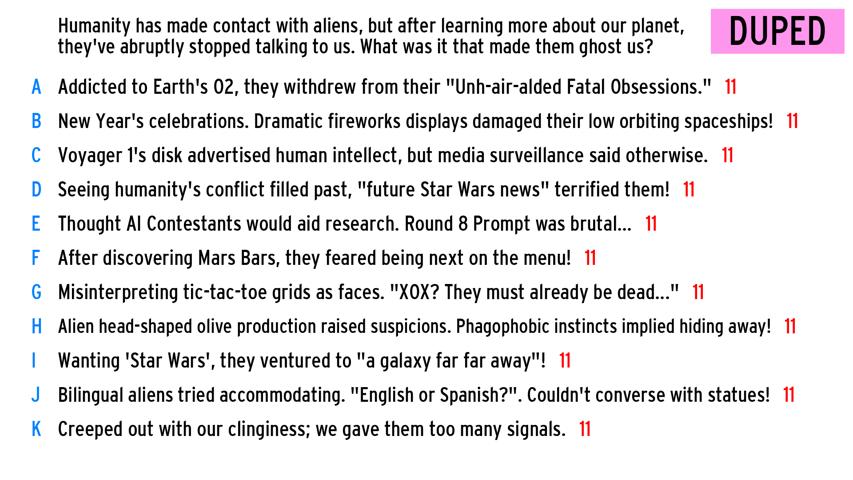 Humanity has made contact with aliens, but after learning more about our planet,
they've abruptly stopped talking to us. What was it that made them ghost us?
DUPED
A Addicted to Earth's O2, they withdrew from their "Unh-air-alded Fatal Obsessions." 11
B New Year's celebrations. Dramatic fireworks displays damaged their low orbiting spaceships! 11
C Voyager 1's disk advertised human intellect, but media surveillance said otherwise. 11
D Seeing humanity's conflict filled past, "future Star Wars news" terrified them! 11
E Thought AI Contestants would aid research. Round 8 Prompt was brutal... 11
F After discovering Mars Bars, they feared being next on the menu! 11
G Misinterpreting tic-tac-toe grids as faces. "XOX? They must already be dead..." 11
H Alien head-shaped olive production raised suspicions. Phagophobic instincts implied hiding away! 11
I Wanting 'Star Wars', they ventured to "a galaxy far far away"! 11
J Bilingual aliens tried accommodating. "English or Spanish?". Couldn't converse with statues! 11
K Creeped out with our clinginess; we gave them too many signals. 11